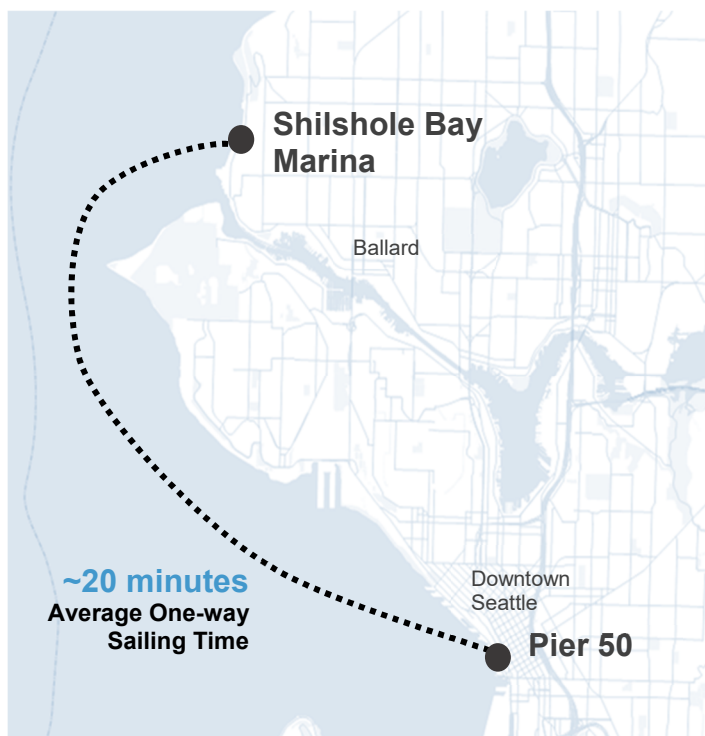 Shilshole Bay
Marina
Ballard
~20 minutes
Average One-way
Sailing Time
Downtown
Seattle
Pier 50